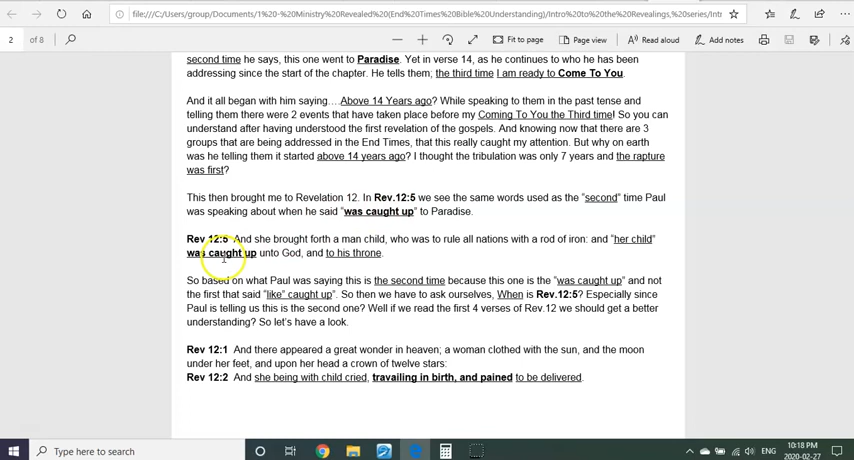 file:///C:/Users/group/Documents/1%20-%20Ministry%20Revealed(End%20Times%20Bible%20Understanding)/Intro%20to%20the%20Revealings,%20series/Intr
2 of 8
Fit to page
Page view
Read aloud
Add notes
second time he says, this one went to Paradise. Yet in verse 14, as he continues to who he has been
addressing since the start of the chapter. He tells them; the third time I am ready to Come To You.
And it all began with him saying….Above 14 Years ago? While speaking to them in the past tense and
telling them there were 2 events that have taken place before my Coming To You the Third time! So you can
understand after having understood the first revelation of the gospels. And knowing now that there are 3
groups that are being addressed in the End Times, that this really caught my attention. But why on earth
was he telling them it started above 14 years ago? I thought the tribulation was only 7 years and the rapture
was first?
This then brought me to Revelation 12. In Rev.12:5 we see the same words used as the "second" time Paul
was speaking about when he said "was caught up" to Paradise.
Rev 12:5 And she brought forth a man child, who was to rule all nations with a rod of iron: and "her child"
was caught up unto God, and to his throne.
So based on what Paul was saying this is the second time because this one is the "was caught up" and not
the first that said "like" caught up". So then we have to ask ourselves, When is Rev.12:5? Especially since
Paul is telling us this is the second one? Well if we read the first 4 verses of Rev.12 we should get a better
understanding? So let's have a look.
Rev 12:1 And there appeared a great wonder in heaven; a woman clothed with the sun, and the moon
under her feet, and upon her head a crown of twelve stars:
Rev 12:2 And she being with child cried, travailing in birth, and pained to be delivered.
Type here to search
ENG
10:18 PM
2020-02-27